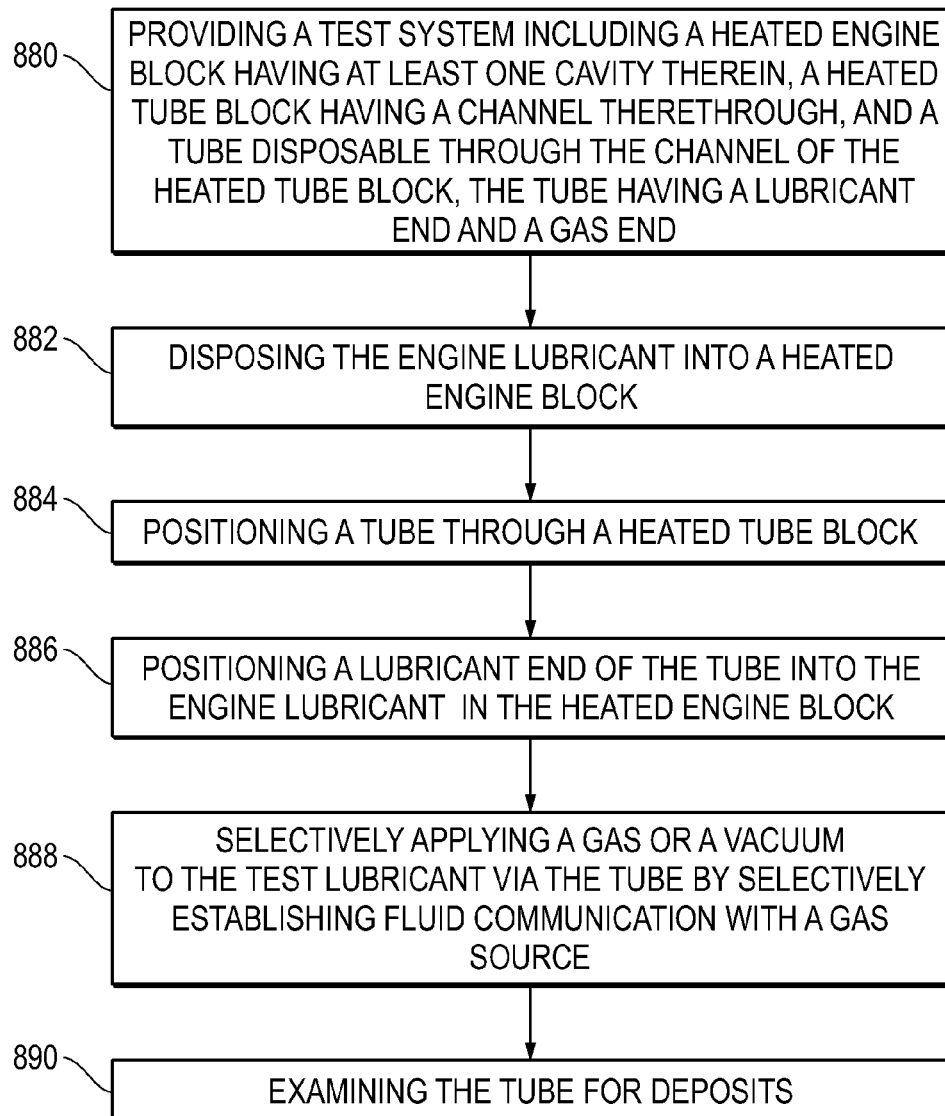 880
PROVIDING A TEST SYSTEM INCLUDING A HEATED ENGINE
BLOCK HAVING AT LEAST ONE CAVITY THEREIN, A HEATED
TUBE BLOCK HAVING A CHANNEL THERETHROUGH, AND A
TUBE DISPOSABLE THROUGH THE CHANNEL OF THE
HEATED TUBE BLOCK, THE TUBE HAVING A LUBRICANT
END AND A GAS END
882
DISPOSING THE ENGINE LUBRICANT INTO A HEATED
ENGINE BLOCK
884
POSITIONING A TUBE THROUGH A HEATED TUBE BLOCK
886
POSITIONING A LUBRICANT END OF THE TUBE INTO THE
ENGINE LUBRICANT IN THE HEATED ENGINE BLOCK
888
SELECTIVELY APPLYING A GAS OR A VACUUM
TO THE TEST LUBRICANT VIA THE TUBE BY SELECTIVELY
ESTABLISHING FLUID COMMUNICATION WITH A GAS
SOURCE
890
EXAMINING THE TUBE FOR DEPOSITS